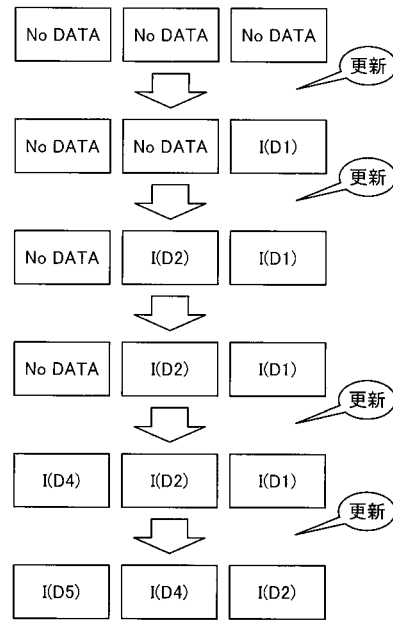 No DATA No DATA No DATA
更新
No DATA No DATA I(D1)
更新
No DATA I(D2) I(D1)
No DATA I(D2) I(D1)
更新
I(D4) I(D2) I(D1)
更新
I(D5) I(D4) I(D2)